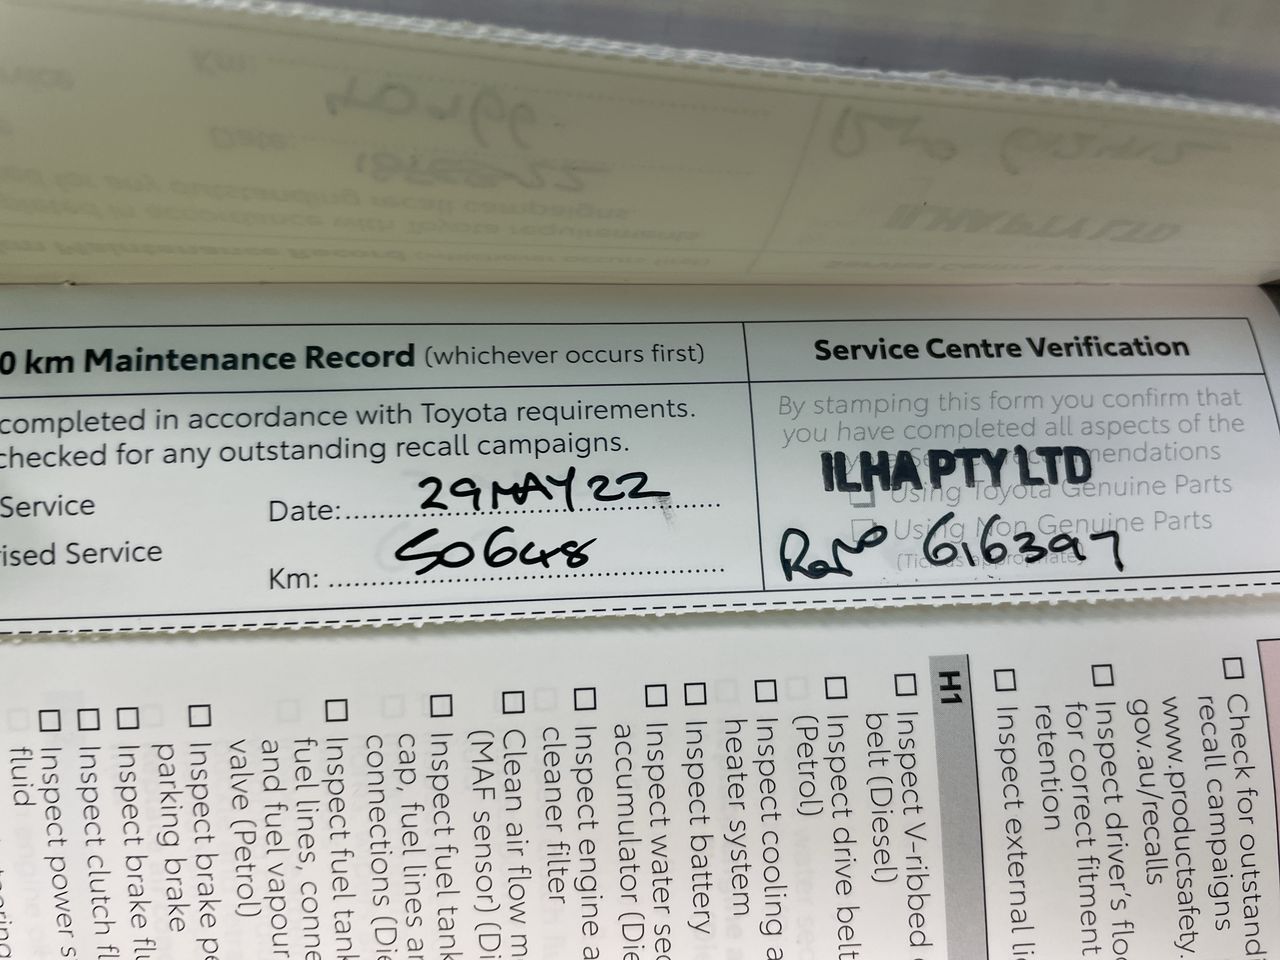 0 km Maintenance Record (whichever occurs first)
completed in accordance with Toyota requirements.
checked for any outstanding recall campaigns.
Service
Date: 29 MAY 22
ised Service
Km: 50648
Service Centre Verification
By stamping this form you confirm that
you have completed all aspects of the
ILHA PTY LTD
mendations
Using Toyota Genuine Parts
Using Non Genuine Parts
616397
Check for outstand
recall campaigns
www.productsafety.
gov.au/recalls
Inspect driver's floo
for correct fitment
retention
Inspect external li
H1
Inspect V-ribbed
belt (Diesel)
Inspect drive belt
(Petrol)
Inspect cooling a
heater system
Inspect battery
Inspect water sed
accumulator (Die
Inspect engine a
cleaner filter
Clean air flow m
(MAF sensor) (Di
Inspect fuel tank
cap, fuel lines an
connections (Die
Inspect fuel tank
fuel lines, conne
and fuel vapour
valve (Petrol)
Inspect brake pe
parking brake
Inspect brake flu
Inspect clutch fl
Inspect power s
fluid